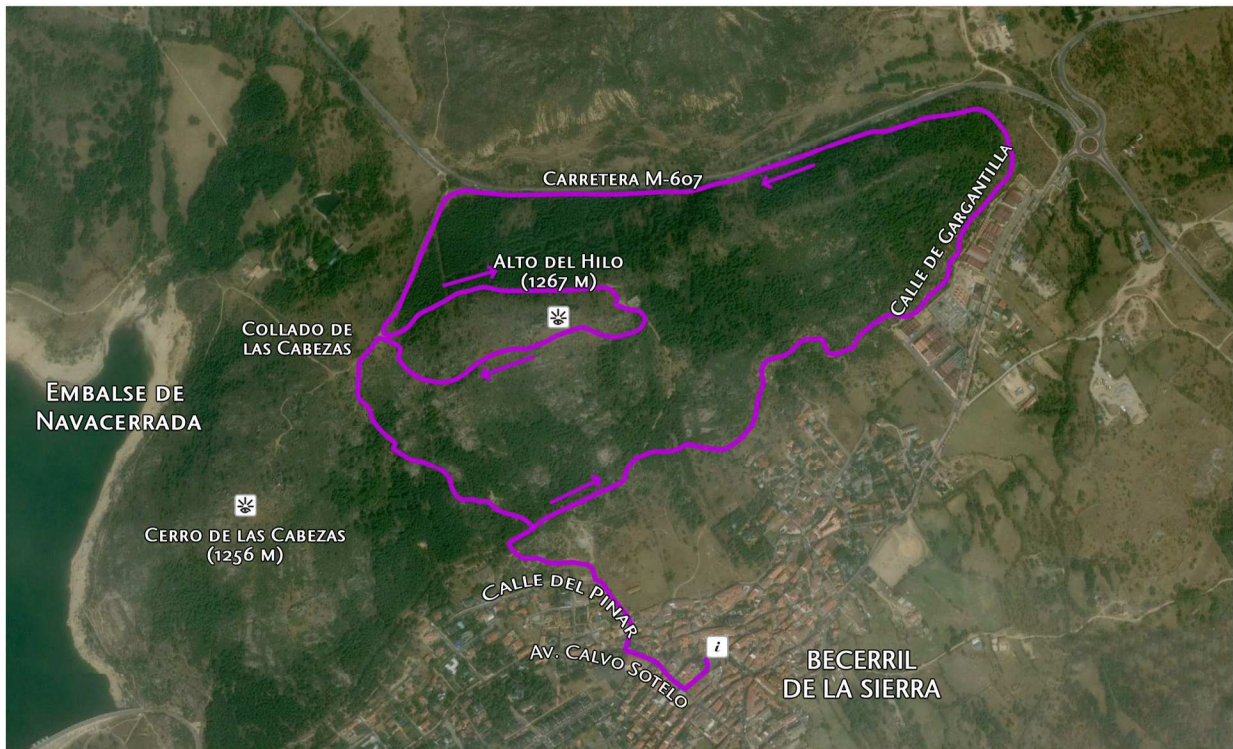 Carretera M-607
Calle de Gargantilla
Alto del Hilo
(1267 m)
Collado de
las Cabezas
Embalse de
Navacerrada
Cerro de las Cabezas
(1256 m)
Calle del Pinar
i
Av. Calvo Sotelo
BECERRIL
DE LA SIERRA